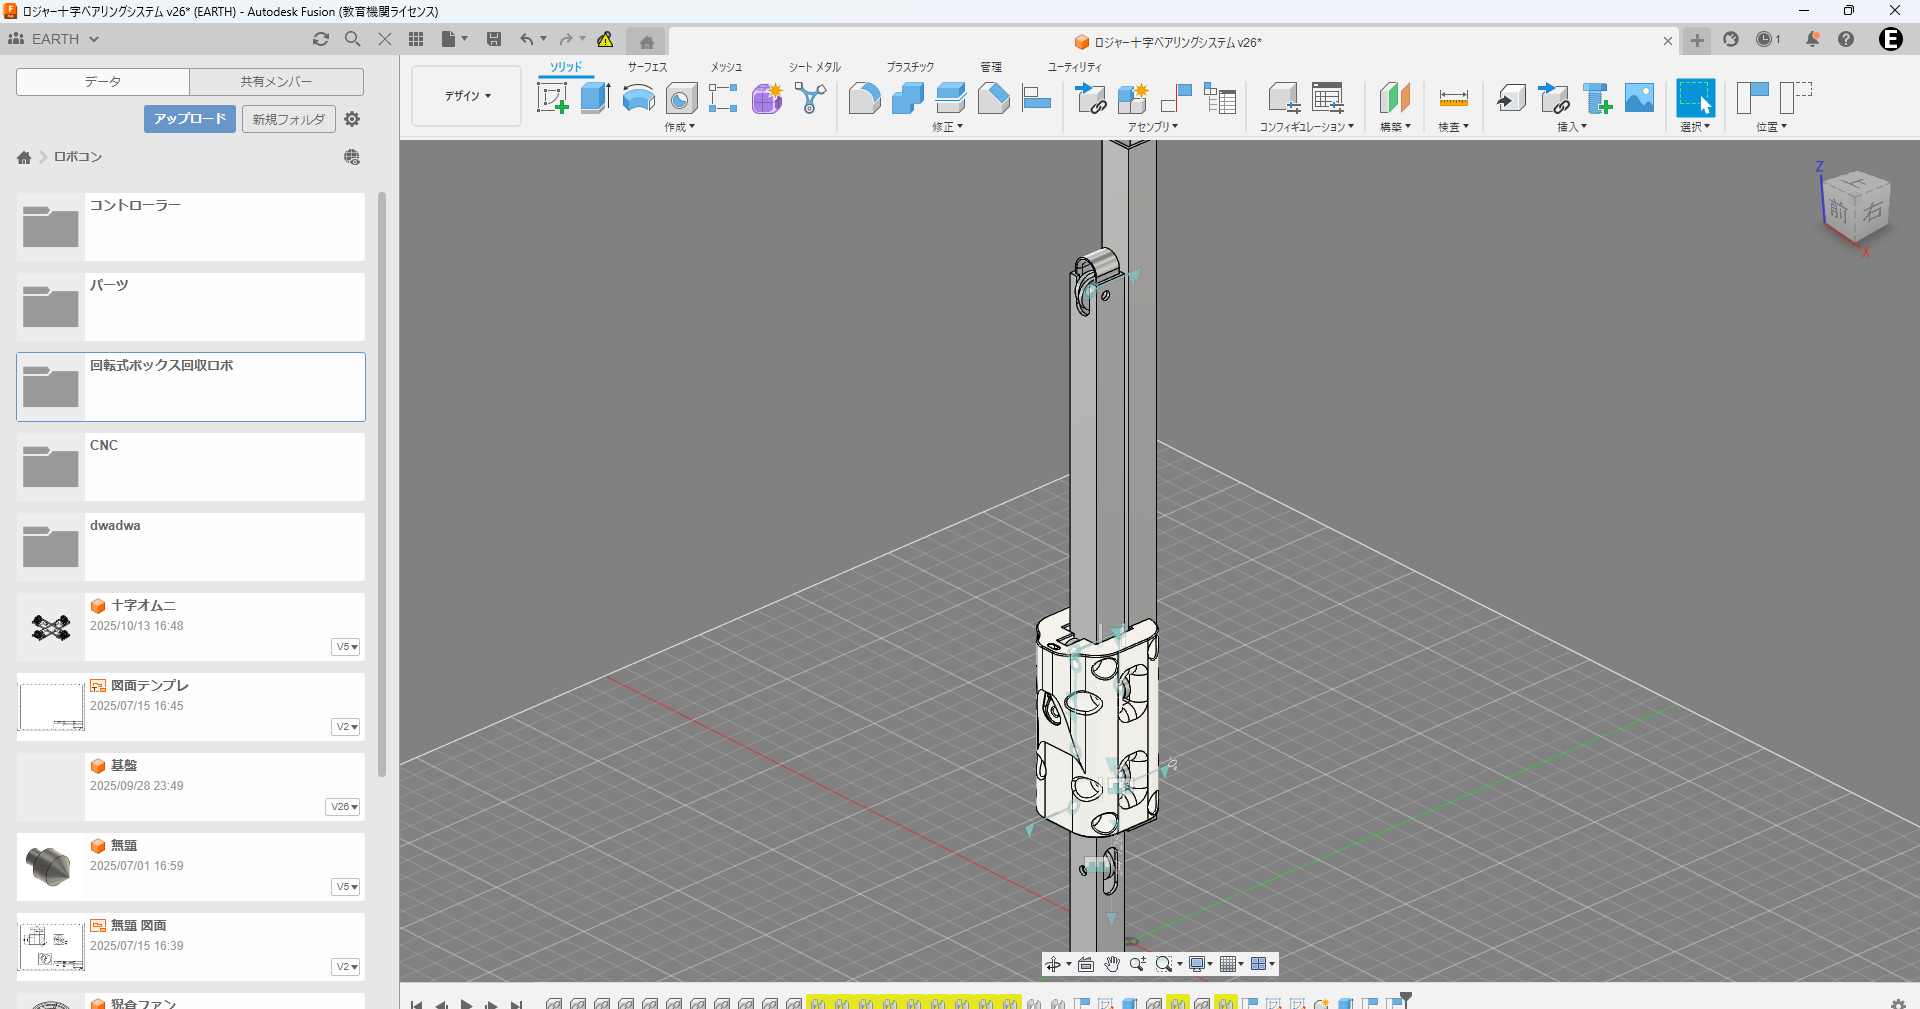 ロジャー十字ベアリングシステム v26* (EARTH) - Autodesk Fusion (教育機関ライセンス)
EARTH
ロジャー十字ベアリングシステム v26*
1
E
データ
共有メンバー
アップロード
新規フォルダ
ロボコン
コントローラー
パーツ
回転式ボックス回収ロボ
CNC
dwadwa
十字オムニ
2025/10/13 16:48
V5
図面テンプレ
2025/07/15 16:45
V2
基盤
2025/09/28 23:49
V26
無題
2025/07/01 16:59
V5
無題 図面
2025/07/15 16:39
V2
デザイン
ソリッド
サーフェス
メッシュ
シート メタル
プラスチック
管理
ユーティリティ
作成
修正
アセンブリ
コンフィギュレーション
構築
検査
挿入
選択
位置
Z
上
前
右
X